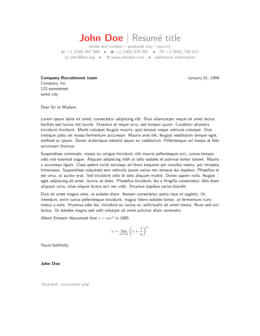 John Doe | Resumé title
street and number – postcode city – country
+1 (234) 567 890 • +2 (345) 678 901 • +3 (456) 789 012
john@doe.org • www.johndoe.com • additional information
Company Recruitment team
January 01, 1984
Company, Inc.
123 somestreet
some city
Dear Sir or Madam,
Lorem ipsum dolor sit amet, consectetur adipiscing elit. Duis ullamcorper neque sit amet lectus
facilisis sed luctus nisl iaculis. Vivamus at neque arcu, sed tempor quam. Curabitur pharetra
tincidunt tincidunt. Morbi volutpat feugiat mauris, quis tempor neque vehicula volutpat. Duis
tristique justo vel massa fermentum accumsan. Mauris ante elit, feugiat vestibulum tempor eget,
eleifend ac ipsum. Donec scelerisque lobortis ipsum eu vestibulum. Pellentesque vel massa at felis
accumsan rhoncus.
Suspendisse commodo, massa eu congue tincidunt, elit mauris pellentesque orci, cursus tempor
odio nisl euismod augue. Aliquam adipiscing nibh ut odio sodales et pulvinar tortor laoreet. Mauris
a accumsan ligula. Class aptent taciti sociosqu ad litora torquent per conubia nostra, per inceptos
himenaeos. Suspendisse vulputate sem vehicula ipsum varius nec tempus dui dapibus. Phasellus et
est urna, ut auctor erat. Sed tincidunt odio id odio aliquam mattis. Donec sapien nulla, feugiat
eget adipiscing sit amet, lacinia ut dolor. Phasellus tincidunt, leo a fringilla consectetur, felis diam
aliquam urna, vitae aliquet lectus orci nec velit. Vivamus dapibus varius blandit.
Duis sit amet magna ante, at sodales diam. Aenean consectetur porta risus et sagittis. Ut
interdum, enim varius pellentesque tincidunt, magna libero sodales tortor, ut fermentum nunc
metus a ante. Vivamus odio leo, tincidunt eu luctus ut, sollicitudin sit amet metus. Nunc sed orci
lectus. Ut sodales magna sed velit volutpat sit amet pulvinar diam venenatis.
Albert Einstein discovered that e = mc² in 1905.
e = lim n→∞ (1 + 1/n)ⁿ
Yours faithfully,
John Doe
Attached: curriculum vitæ